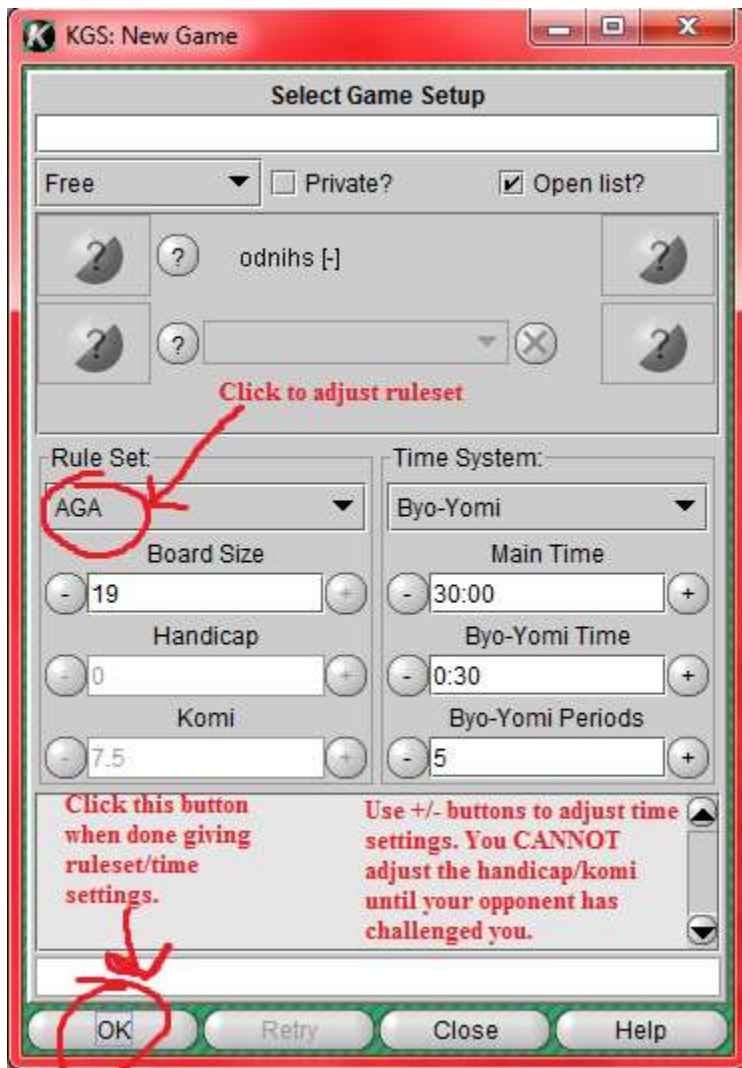 KGS: New Game
Select Game Setup
Free Private? Open list?
? ? odnihs [-] ?
? ? ?
Click to adjust ruleset
Rule Set: Time System:
AGA Byo-Yomi
Board Size Main Time
- 19 + - 30:00 +
Handicap Byo-Yomi Time
- 0 + - 0:30 +
Komi Byo-Yomi Periods
- 7.5 + - 5 +
Click this button
when done giving
ruleset/time
settings.
Use +/- buttons to adjust time
settings. You CANNOT
adjust the handicap/komi
until your opponent has
challenged you.
OK Retry Close Help